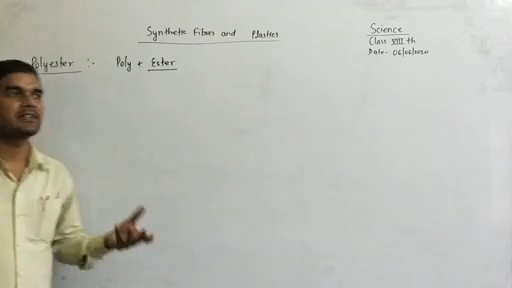 Synthetic Fibres and Plastics
Science
Class VIII th
Date- 06/06/2020
Polyester :- Poly + Ester